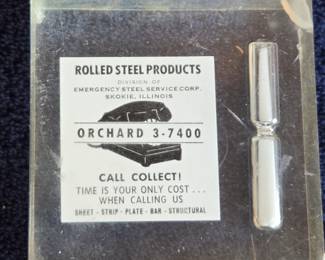 ROLLED STEEL PRODUCTS
DIVISION OF
EMERGENCY STEEL SERVICE CORP.
SKOKIE, ILLINOIS
ORCHARD 3-7400
CALL COLLECT!
TIME IS YOUR ONLY COST...
WHEN CALLING US
SHEET - STRIP - PLATE - BAR - STRUCTURAL